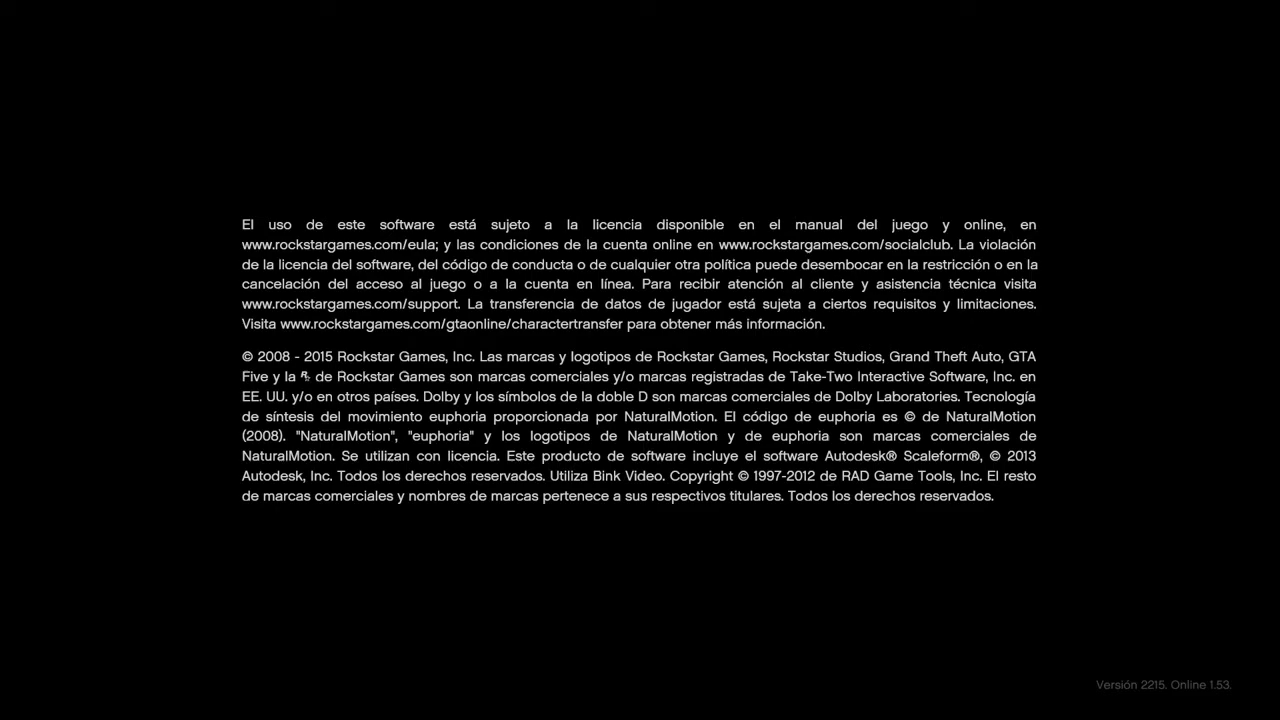 El uso de este software está sujeto a la licencia disponible en el manual del juego y online, en
www.rockstargames.com/eula; y las condiciones de la cuenta online en www.rockstargames.com/socialclub. La violación
de la licencia del software, del código de conducta o de cualquier otra política puede desembocar en la restricción o en la
cancelación del acceso al juego o a la cuenta en línea. Para recibir atención al cliente y asistencia técnica visita
www.rockstargames.com/support. La transferencia de datos de jugador está sujeta a ciertos requisitos y limitaciones.
Visita www.rockstargames.com/gtaonline/charactertransfer para obtener más información.
© 2008 - 2015 Rockstar Games, Inc. Las marcas y logotipos de Rockstar Games, Rockstar Studios, Grand Theft Auto, GTA
Five y la R* de Rockstar Games son marcas comerciales y/o marcas registradas de Take-Two Interactive Software, Inc. en
EE. UU. y/o en otros países. Dolby y los símbolos de la doble D son marcas comerciales de Dolby Laboratories. Tecnología
de síntesis del movimiento euphoria proporcionada por NaturalMotion. El código de euphoria es © de NaturalMotion
(2008). "NaturalMotion", "euphoria" y los logotipos de NaturalMotion y de euphoria son marcas comerciales de
NaturalMotion. Se utilizan con licencia. Este producto de software incluye el software Autodesk® Scaleform®, © 2013
Autodesk, Inc. Todos los derechos reservados. Utiliza Bink Video. Copyright © 1997-2012 de RAD Game Tools, Inc. El resto
de marcas comerciales y nombres de marcas pertenece a sus respectivos titulares. Todos los derechos reservados.
Versión 2215. Online 1.53.